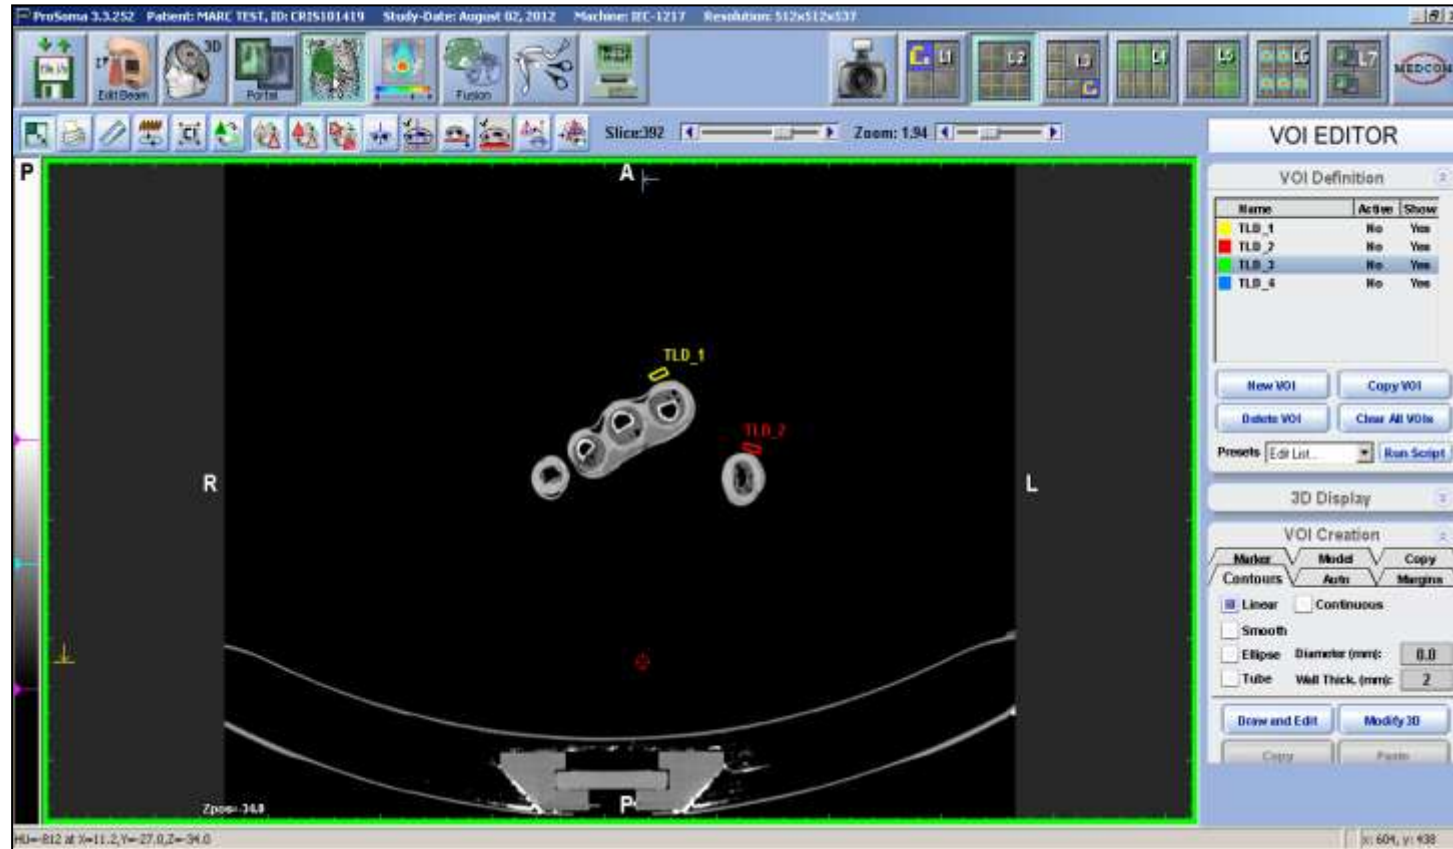 ProSoma 3.3.252 Patient: MARC TEST, ID: CRIS101419 Study-Date: August 02, 2012 Machine: IEC-1217 Resolution: 512x512x537
Edit Beam
3D
Portal
Fusion
L1
L2
L3
L4
L5
L6
L7
MEDCOM
Slice:392
Zoom: 1.94
VOI EDITOR
P
A
VOI Definition
Name Active Show
TLD_1 No Yes
TLD_2 No Yes
TLD_3 No Yes
TLD_4 No Yes
TLD_1
TLD_2
R
L
New VOI Copy VOI
Delete VOI Clear All VOIs
Presets Edit List... Run Script
3D Display
VOI Creation
Marker Model Copy
Contours Auto Margins
Linear Continuous
Smooth
Ellipse Diameter (mm): 0.0
Tube Wall Thick. (mm): 2
Draw and Edit Modify 3D
Copy Paste
P
Zpos=-34.0
HU=-812 at X=11.2,Y=-27.0,Z=-34.0
x: 604, y: 438